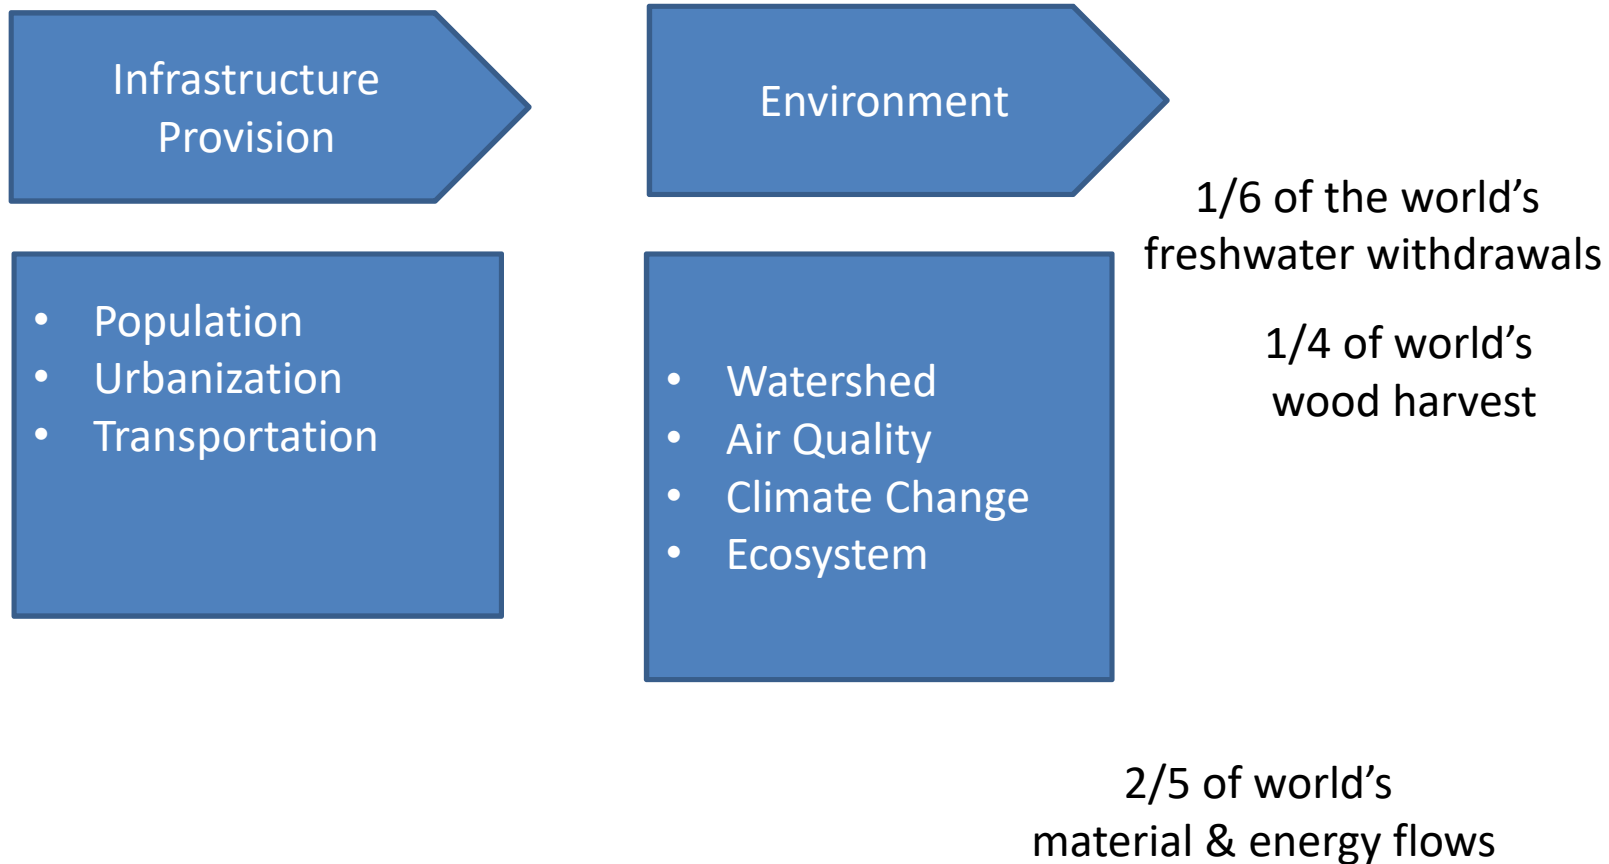 Infrastructure
Provision
Environment
• Population
• Urbanization
• Transportation
• Watershed
• Air Quality
• Climate Change
• Ecosystem
1/6 of the world’s
freshwater withdrawals
1/4 of world’s
wood harvest
2/5 of world’s
material & energy flows